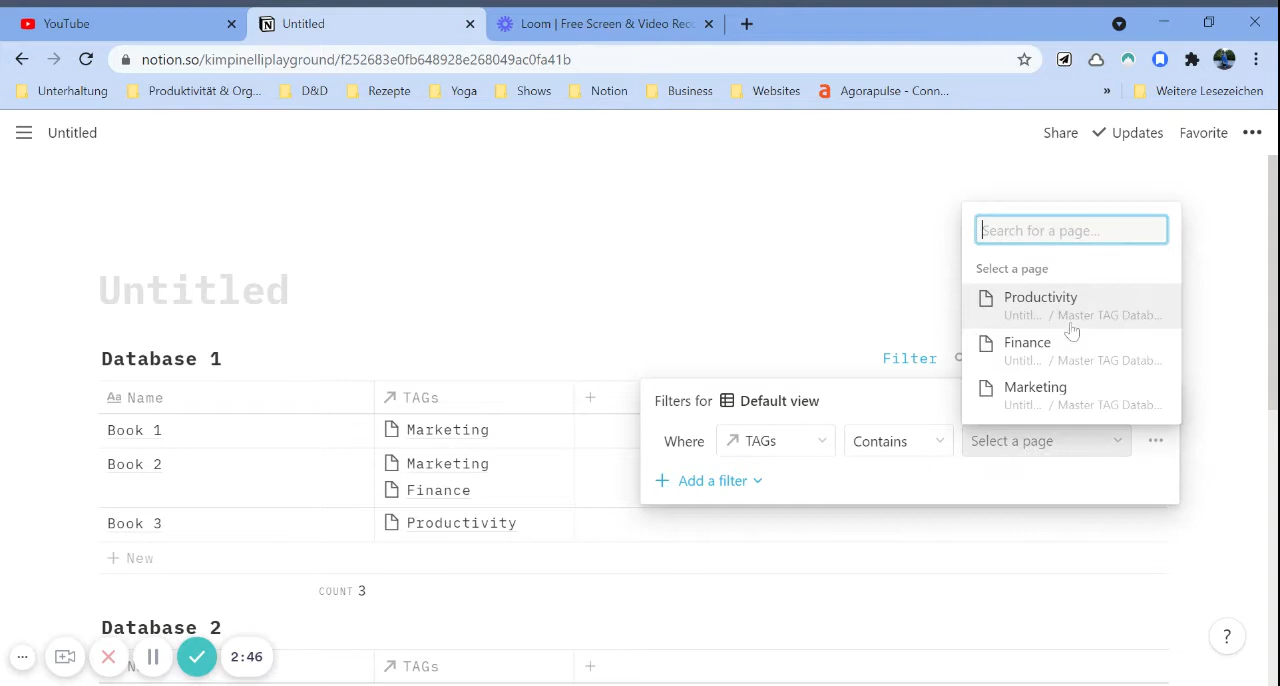 YouTube
Untitled
Loom | Free Screen & Video Rec
notion.so/kimpinelliplayground/f252683e0fb648928e268049ac0fa41b
Unterhaltung
Produktivität & Org...
D&D
Rezepte
Yoga
Shows
Notion
Business
Websites
Agorapulse - Conn...
»
Weitere Lesezeichen
Untitled
Share
Updates
Favorite
Search for a page...
Select a page
Productivity
Untitl... / Master TAG Datab...
Finance
Untitl... / Master TAG Datab...
Marketing
Untitl... / Master TAG Datab...
Untitled
Database 1
Filter
Aa Name
TAGs
Filters for Default view
Book 1
Marketing
Where TAGs Contains Select a page
Book 2
Marketing
Finance
+ Add a filter
Book 3
Productivity
+ New
COUNT 3
Database 2
TAGs
2:46
?